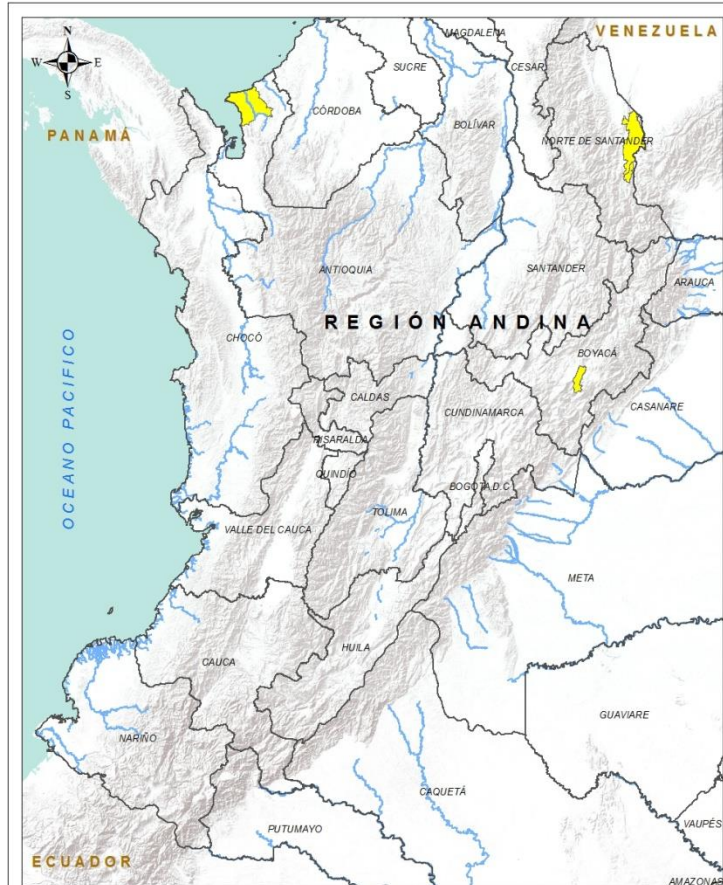 N
W E
S
MAGDALENA
VENEZUELA
SUCRE
CESAR
CÓRDOBA
BOLÍVAR
PANAMÁ
NORTE DE SANTANDER
ANTIOQUIA
SANTANDER
ARAUCA
REGIÓN ANDINA
CHOCÓ
BOYACÁ
CALDAS
CUNDINAMARCA
CASANARE
RISARALDA
OCEANO PACIFICO
QUINDÍO
BOGOTÁ D.C
TOLIMA
VALLE DEL CAUCA
META
HUILA
CAUCA
GUAVIARE
NARIÑO
CAQUETÁ
PUTUMAYO
VAUPÉS
ECUADOR
AMAZONAS